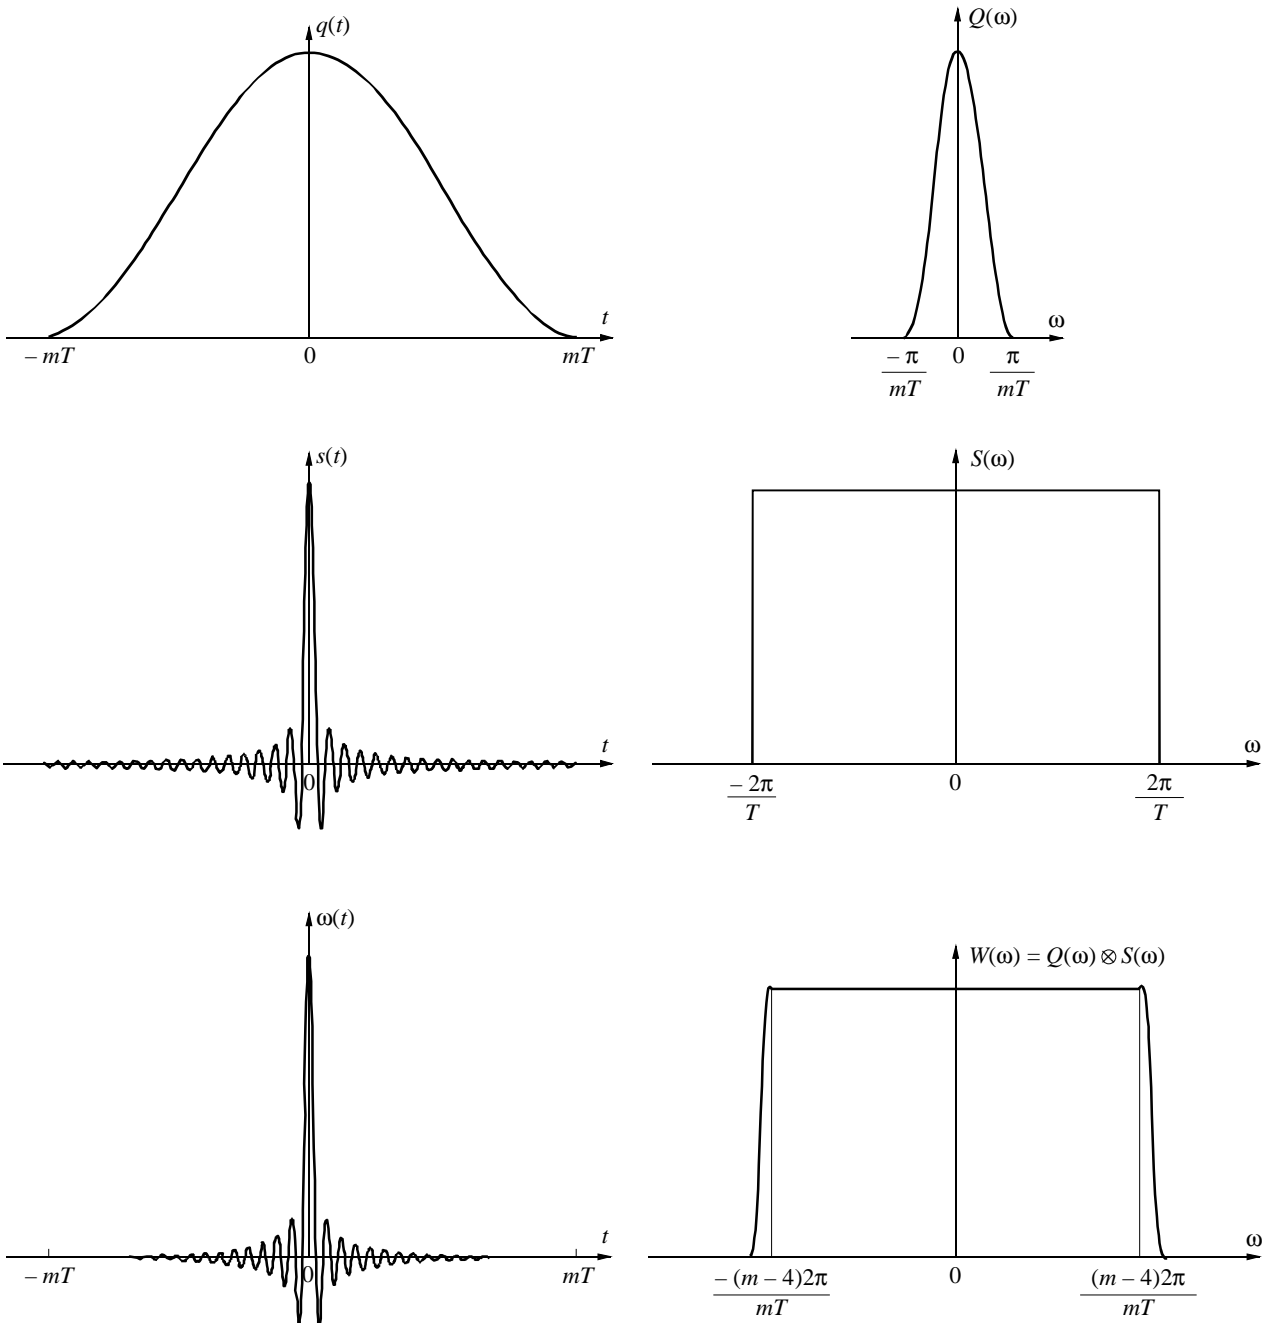 q(t)
Q(ω)
t
– mT
0
mT
ω
– π
mT
0
π
mT
s(t)
S(ω)
t
0
ω
– 2π
T
0
2π
T
ω(t)
W(ω) = Q(ω) ⊗ S(ω)
t
– mT
0
mT
ω
– (m – 4)2π
mT
0
(m – 4)2π
mT